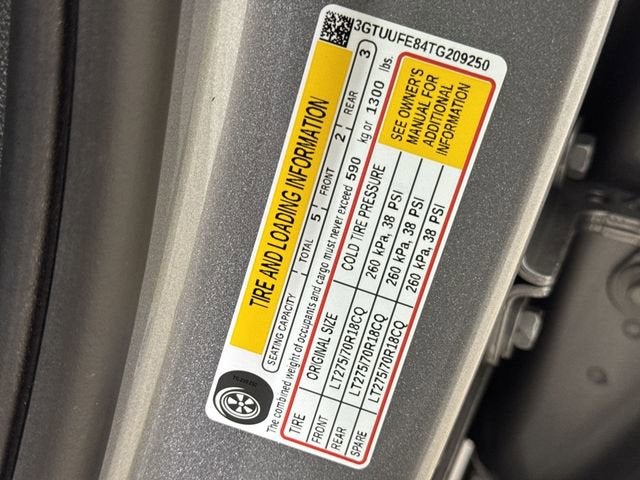 3GTUUFE84TG209250
TIRE AND LOADING INFORMATION
SEATING CAPACITY TOTAL 5 FRONT 2 REAR 3
The combined weight of occupants and cargo must never exceed 590 kg or 1300 lbs.
TIRE ORIGINAL SIZE COLD TIRE PRESSURE
FRONT LT275/70R18CQ 260 kPa, 38 PSI
REAR LT275/70R18CQ 260 kPa, 38 PSI
SPARE LT275/70R18CQ 260 kPa, 38 PSI
SEE OWNER'S
MANUAL FOR
ADDITIONAL
INFORMATION